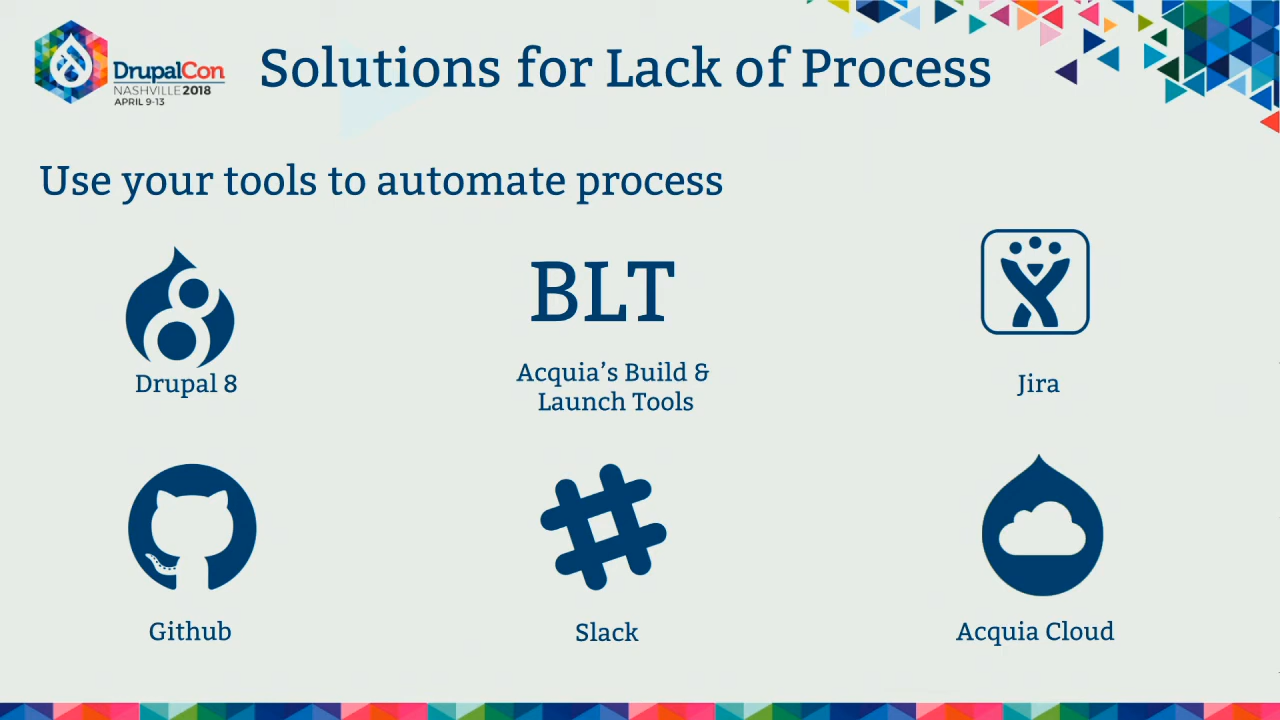 DrupalCon
NASHVILLE 2018
APRIL 9-13
Solutions for Lack of Process
Use your tools to automate process
Drupal 8
BLT
Acquia’s Build &
Launch Tools
Jira
Github
Slack
Acquia Cloud